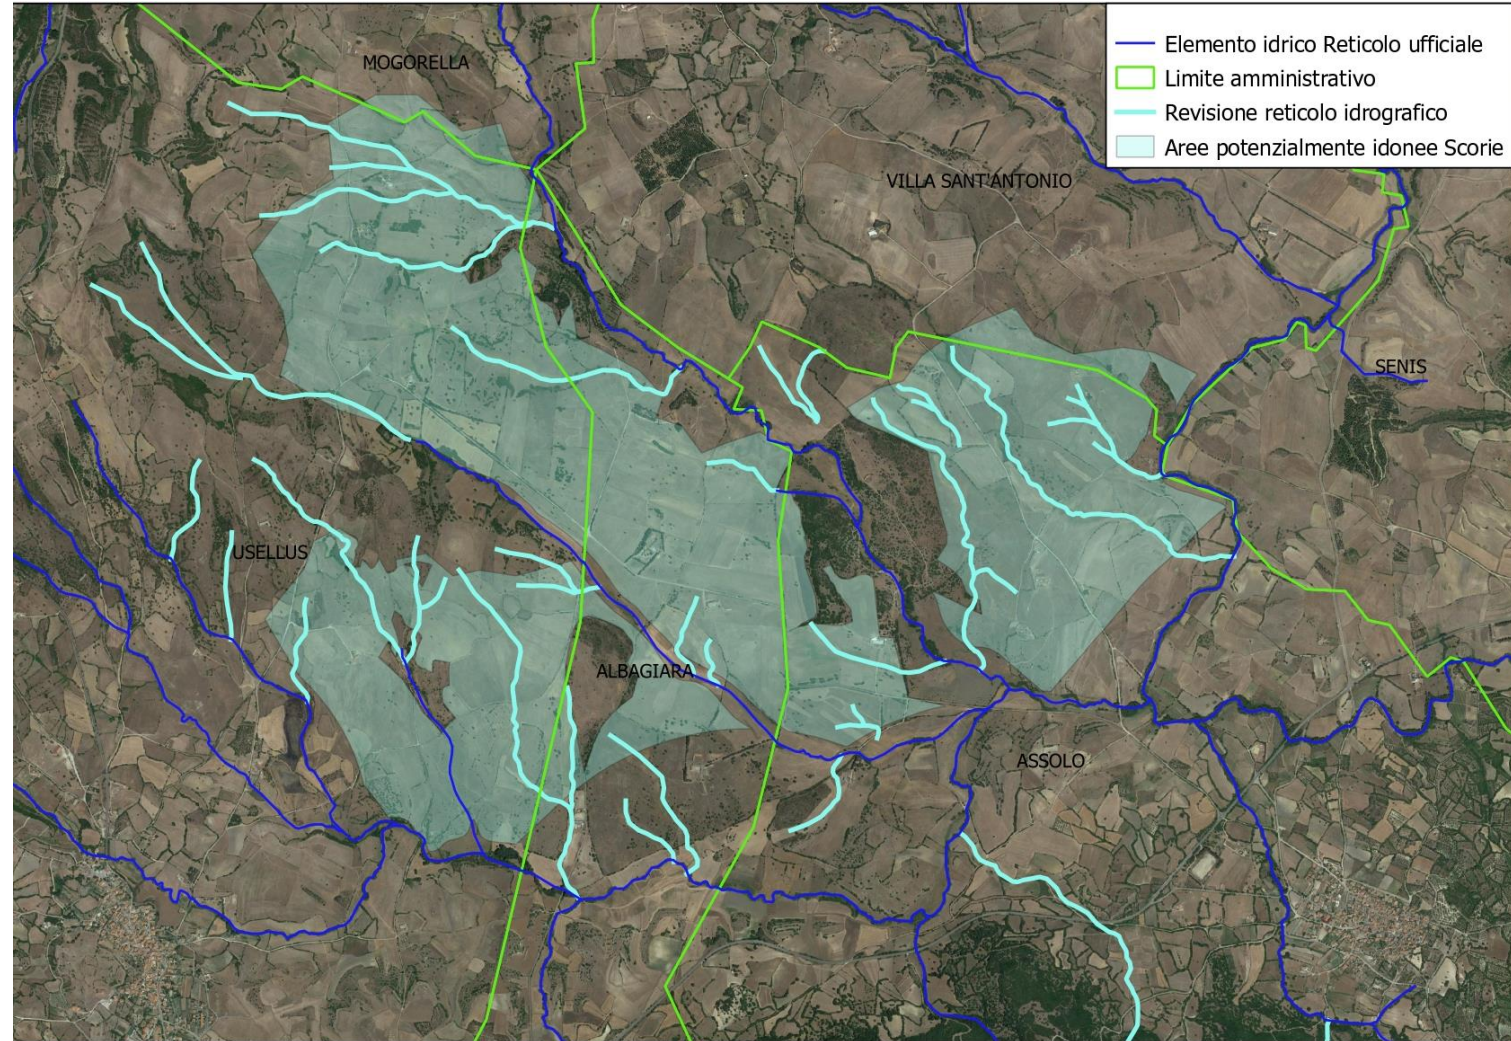 MOGORELLA
Elemento idrico Reticolo ufficiale
Limite amministrativo
Revisione reticolo idrografico
Aree potenzialmente idonee Scorie
VILLA SANT'ANTONIO
SENIS
USELLUS
ALBAGIARA
ASSOLO